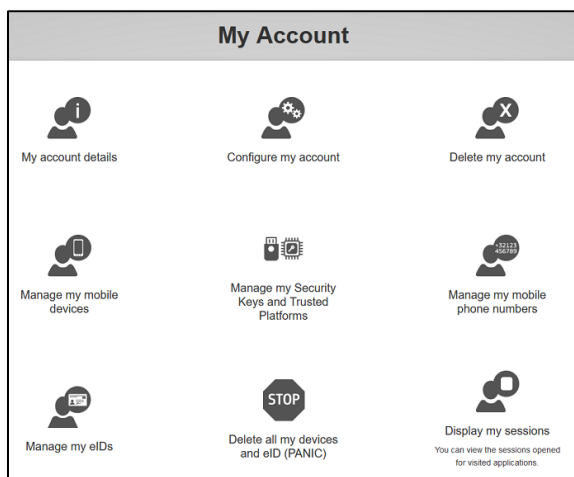 My Account
i
X
My account details
Configure my account
Delete my account
+32123
456789
Manage my mobile
devices
Manage my Security
Keys and Trusted
Platforms
Manage my mobile
phone numbers
STOP
Manage my eIDs
Delete all my devices
and eID (PANIC)
Display my sessions
You can view the sessions opened
for visited applications.